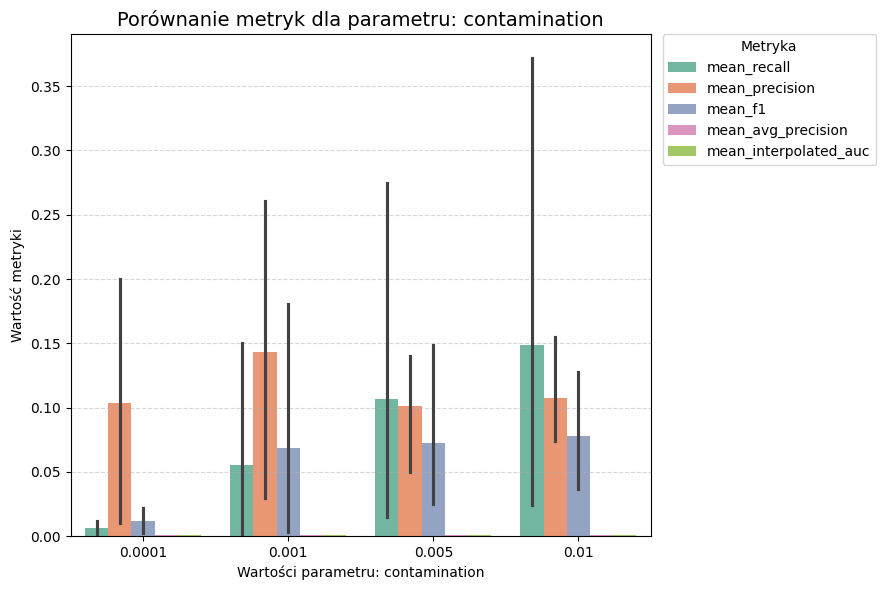 Porównanie metryk dla parametru: contamination
Metryka
mean_recall
mean_precision
mean_f1
mean_avg_precision
mean_interpolated_auc
Wartość metryki
0.35
0.30
0.25
0.20
0.15
0.10
0.05
0.00
0.0001 0.001 0.005 0.01
Wartości parametru: contamination